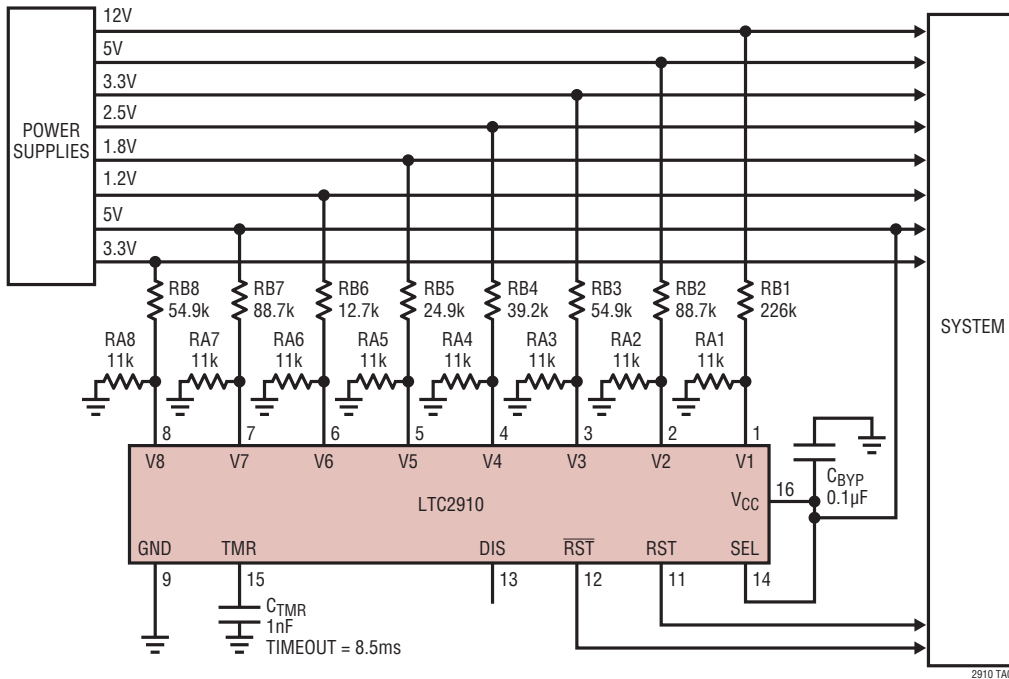 12V
5V
3.3V
2.5V
1.8V
1.2V
5V
3.3V
POWER
SUPPLIES
SYSTEM
RB8
54.9k
RB7
88.7k
RB6
12.7k
RB5
24.9k
RB4
39.2k
RB3
54.9k
RB2
88.7k
RB1
226k
RA8
11k
RA7
11k
RA6
11k
RA5
11k
RA4
11k
RA3
11k
RA2
11k
RA1
11k
8 7 6 5 4 3 2 1
V8 V7 V6 V5 V4 V3 V2 V1
LTC2910
VCC
16
CBYP
0.1µF
GND TMR DIS R̅S̅T̅ RST SEL
9 15 13 12 11 14
CTMR
1nF
TIMEOUT = 8.5ms